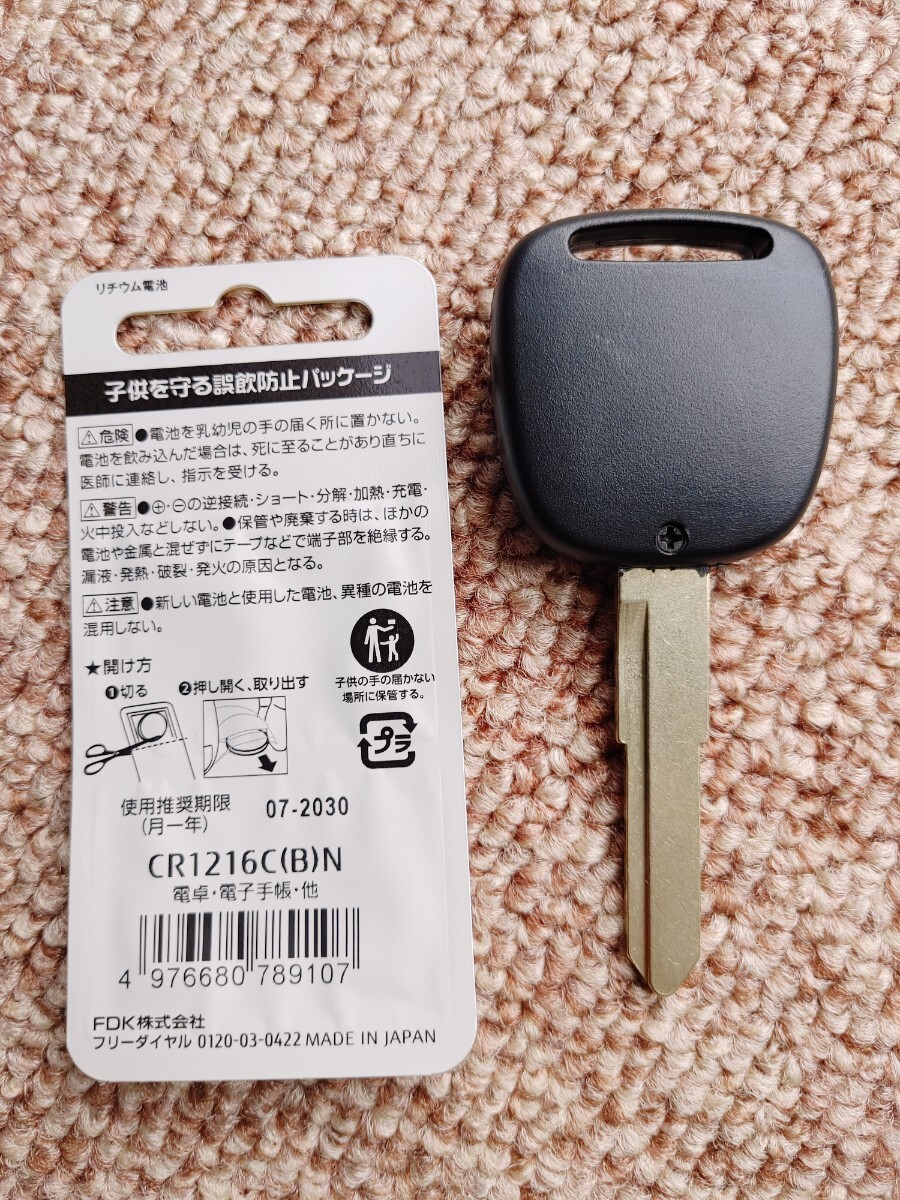 リチウム電池
子供を守る誤飲防止パッケージ
⚠危険 ●電池を乳幼児の手の届く所に置かない。
電池を飲み込んだ場合は、死に至ることがあり直ちに
医師に連絡し、指示を受ける。
⚠警告 ●⊕・⊖の逆接続・ショート・分解・加熱・充電・
火中投入などしない。●保管や廃棄する時は、ほかの
電池や金属と混ぜずにテープなどで端子部を絶縁する。
漏液・発熱・破裂・発火の原因となる。
⚠注意 ●新しい電池と使用した電池、異種の電池を
混用しない。
★開け方
❶切る ❷押し開く、取り出す
子供の手の届かない
場所に保管する。
プラ
使用推奨期限 07-2030
(月ー年)
CR1216C(B)N
電卓・電子手帳・他
4 976680 789107
FDK株式会社
フリーダイヤル 0120-03-0422 MADE IN JAPAN